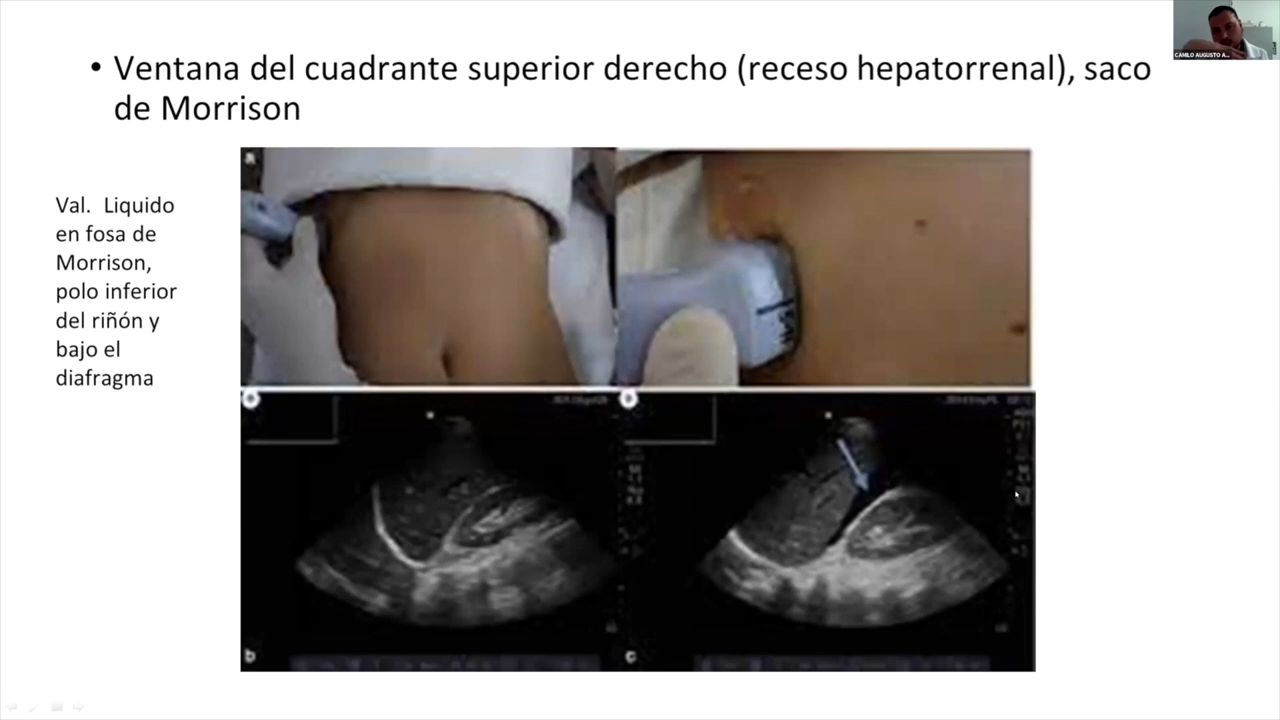 • Ventana del cuadrante superior derecho (receso hepatorrenal), saco
de Morrison
Val. Liquido
en fosa de
Morrison,
polo inferior
del riñón y
bajo el
diafragma
a
b
c
CAMILO AUGUSTO A...